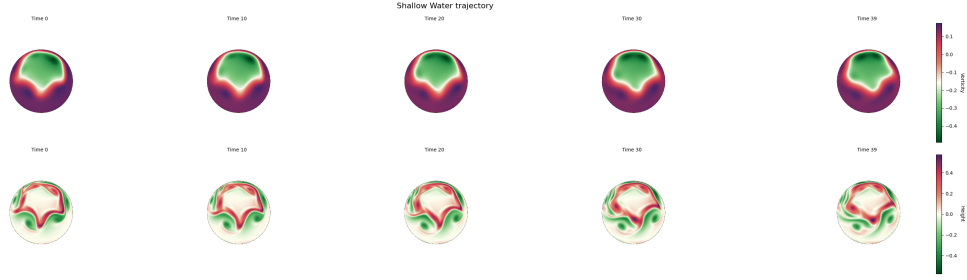 Shallow Water trajectory
Time 0
Time 10
Time 20
Time 30
Time 39
0.1
0.0
−0.1
−0.2
−0.3
−0.4
Vorticity
Time 0
Time 10
Time 20
Time 30
Time 39
0.4
0.2
0.0
−0.2
−0.4
Height